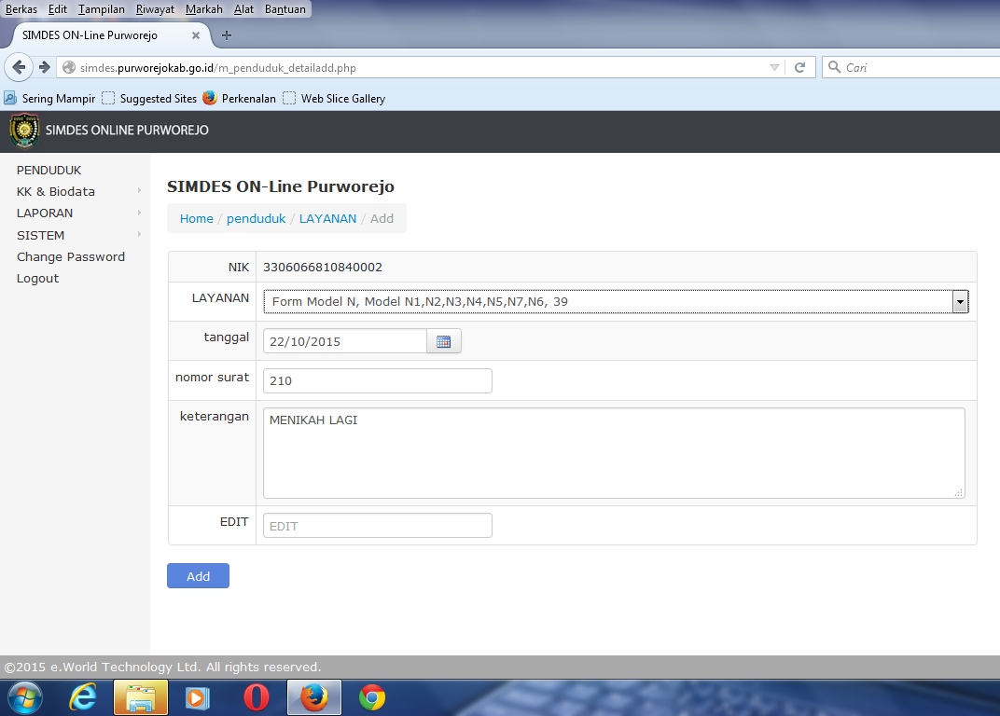 Berkas Edit Tampilan Riwayat Markah Alat Bantuan
SIMDES ON-Line Purworejo
simdes.purworejokab.go.id/m_penduduk_detailadd.php
Cari
Sering Mampir Suggested Sites Perkenalan Web Slice Gallery
SIMDES ONLINE PURWOREJO
PENDUDUK
KK & Biodata
LAPORAN
SISTEM
Change Password
Logout
SIMDES ON-Line Purworejo
Home / penduduk / LAYANAN / Add
NIK 3306066810840002
LAYANAN Form Model N, Model N1,N2,N3,N4,N5,N7,N6, 39
tanggal 22/10/2015
nomor surat 210
keterangan MENIKAH LAGI
EDIT EDIT
Add
©2015 e.World Technology Ltd. All rights reserved.